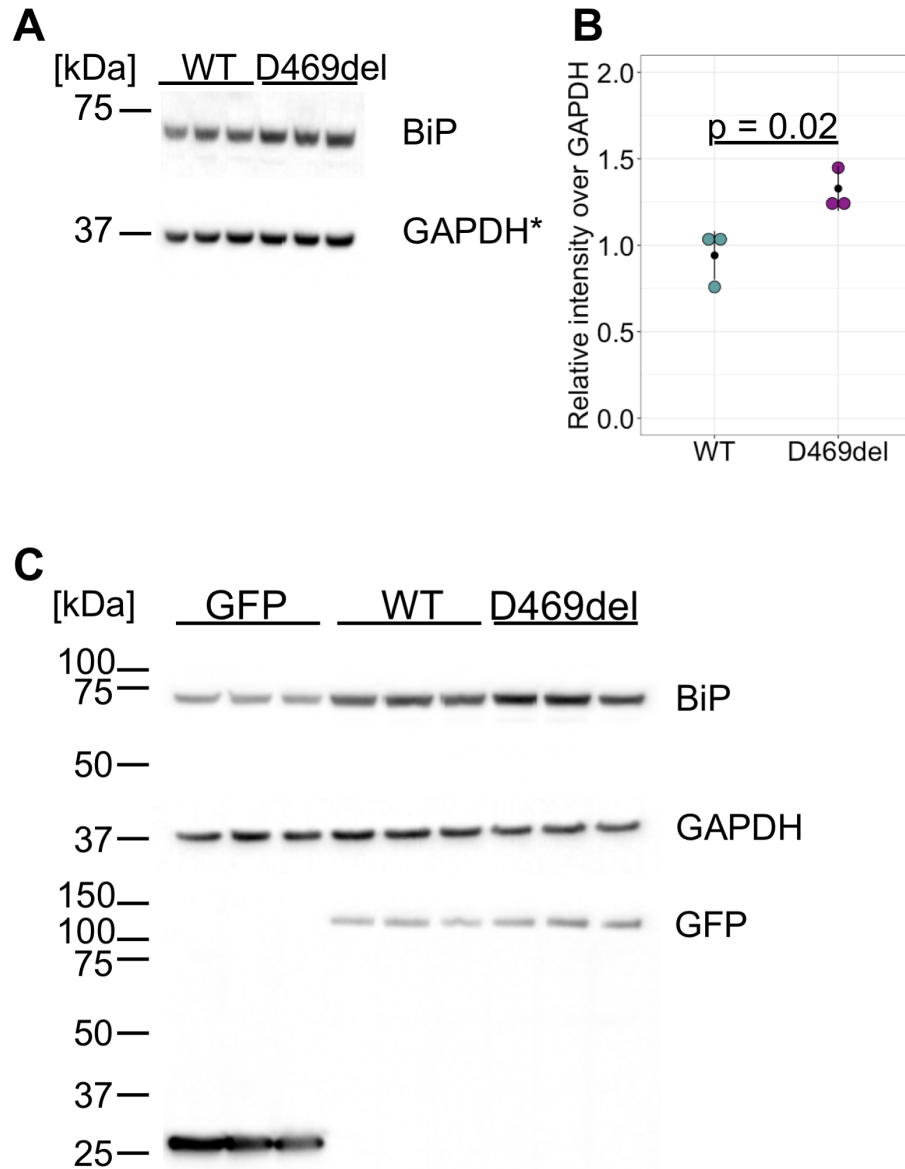 A
[kDa] WT D469del
75 BiP
37 GAPDH*
B
Relative intensity over GAPDH
2.0
p = 0.02
1.5
1.0
0.5
0.0
WT D469del
C
[kDa] GFP WT D469del
100
75 BiP
50
37 GAPDH
150
100 GFP
75
50
37
25